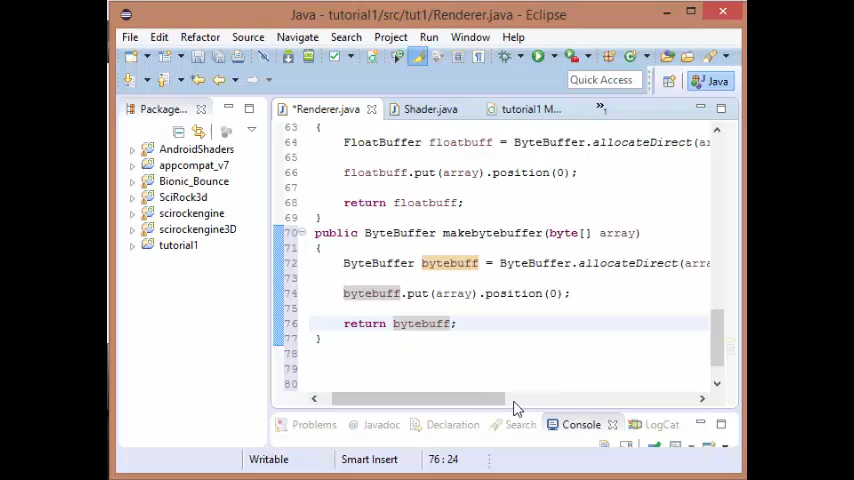 Java - tutorial1/src/tut1/Renderer.java - Eclipse
File Edit Refactor Source Navigate Search Project Run Window Help
Quick Access Java
Package... *Renderer.java Shader.java tutorial1 M... »1
AndroidShaders
appcompat_v7
Bionic_Bounce
SciRock3d
scirockengine
scirockengine3D
tutorial1
63 {
64 FloatBuffer floatbuff = ByteBuffer.allocateDirect(ar
65
66 floatbuff.put(array).position(0);
67
68 return floatbuff;
69 }
70 public ByteBuffer makebytebuffer(byte[] array)
71 {
72 ByteBuffer bytebuff = ByteBuffer.allocateDirect(arra
73
74 bytebuff.put(array).position(0);
75
76 return bytebuff;
77 }
78
79
80
Problems @ Javadoc Declaration Search Console LogCat
Writable Smart Insert 76 : 24